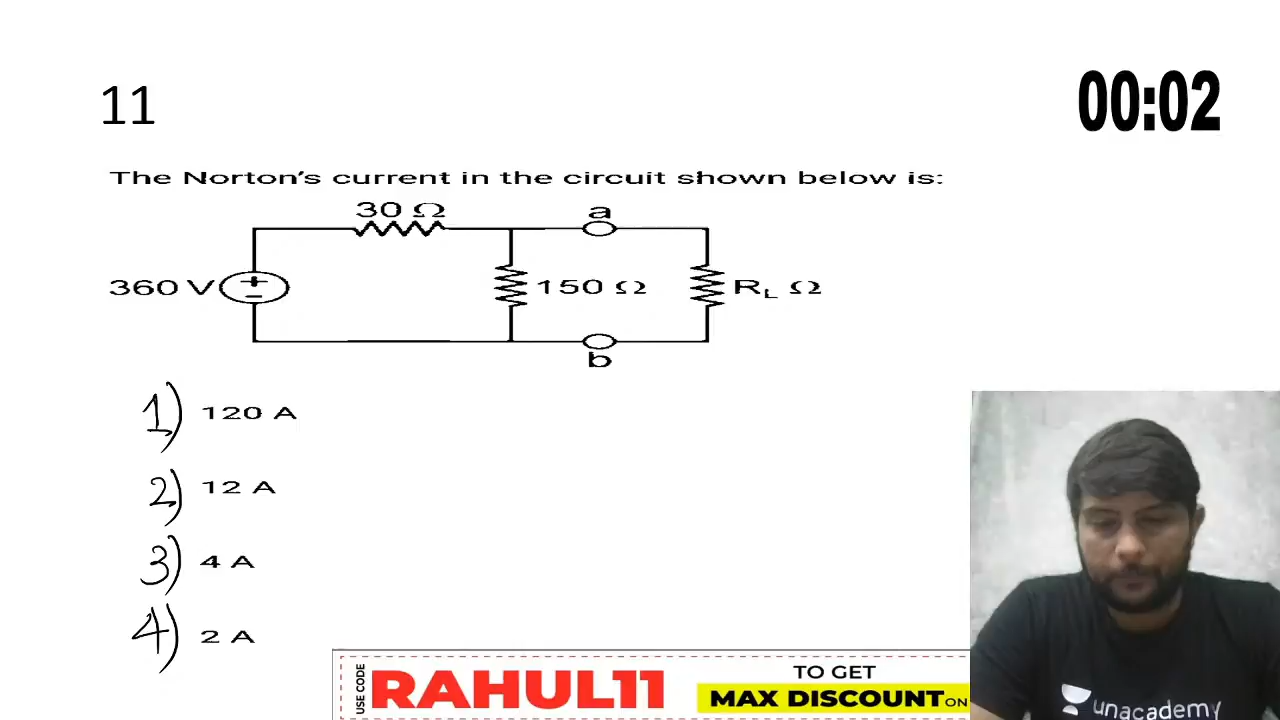 11
00:02
The Norton's current in the circuit shown below is:
30 Ω
a
360 V
+
−
150 Ω
RL Ω
b
1) 120 A
2) 12 A
3) 4 A
4) 2 A
USE CODE
RAHUL11
TO GET
MAX DISCOUNT ON
unacademy